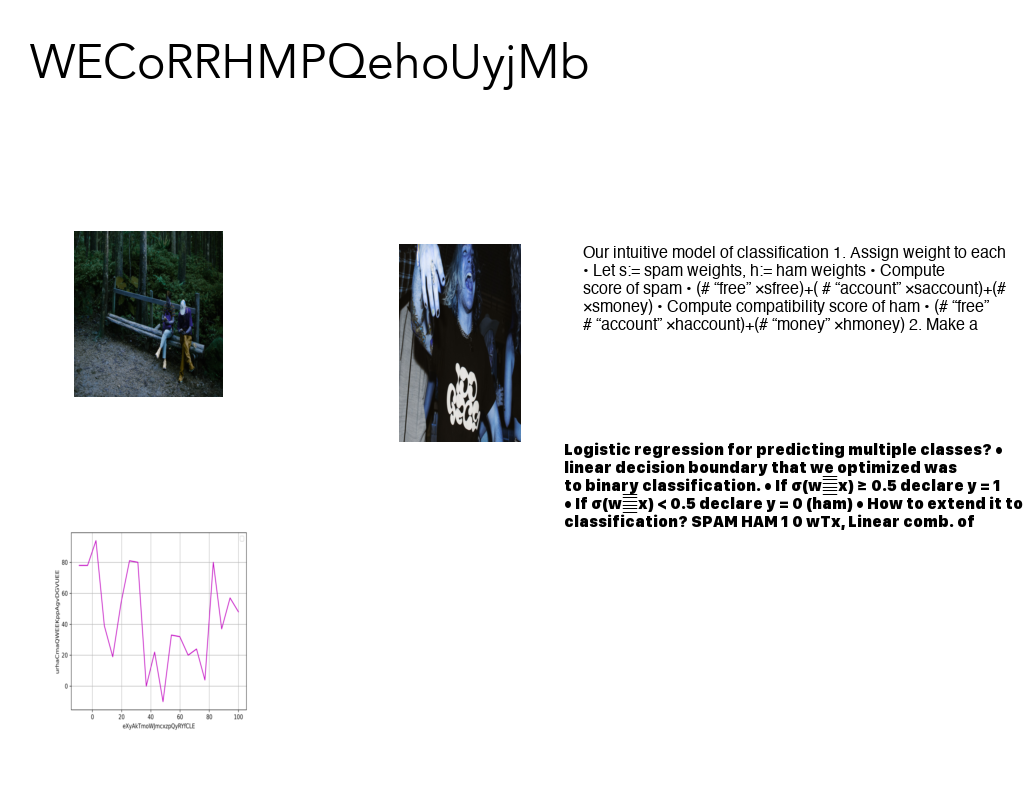 WECoRRHMPQehoUyjMb
Our intuitive model of classification 1. Assign weight to each
• Let s:= spam weights, h:= ham weights • Compute
score of spam • (# “free” ×sfree)+( # “account” ×saccount)+(#
×smoney) • Compute compatibility score of ham • (# “free”
# “account” ×haccount)+(# “money” ×hmoney) 2. Make a
Logistic regression for predicting multiple classes? •
linear decision boundary that we optimized was
to binary classification. • If σ(w x) ≥ 0.5 declare y = 1
• If σ(w x) < 0.5 declare y = 0 (ham) • How to extend it to
classification? SPAM HAM 1 0 wTx, Linear comb. of
80
60
40
20
0
0 20 40 60 80 100